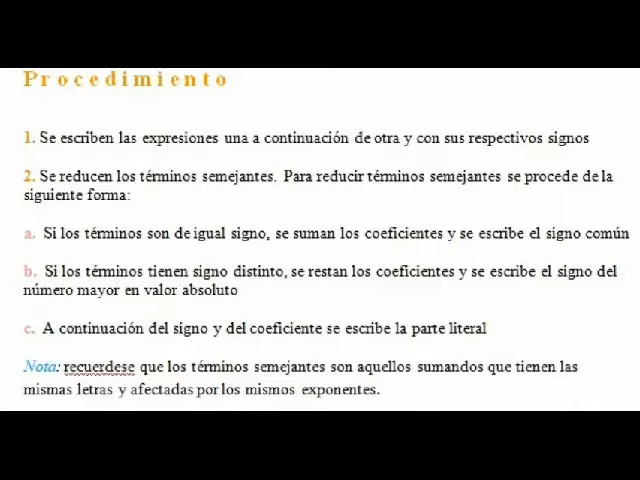 Procedimiento
1. Se escriben las expresiones una a continuación de otra y con sus respectivos signos
2. Se reducen los términos semejantes. Para reducir términos semejantes se procede de la
siguiente forma:
a. Si los términos son de igual signo, se suman los coeficientes y se escribe el signo común
b. Si los términos tienen signo distinto, se restan los coeficientes y se escribe el signo del
número mayor en valor absoluto
c. A continuación del signo y del coeficiente se escribe la parte literal
Nota: recuerdese que los términos semejantes son aquellos sumandos que tienen las
mismas letras y afectadas por los mismos exponentes.